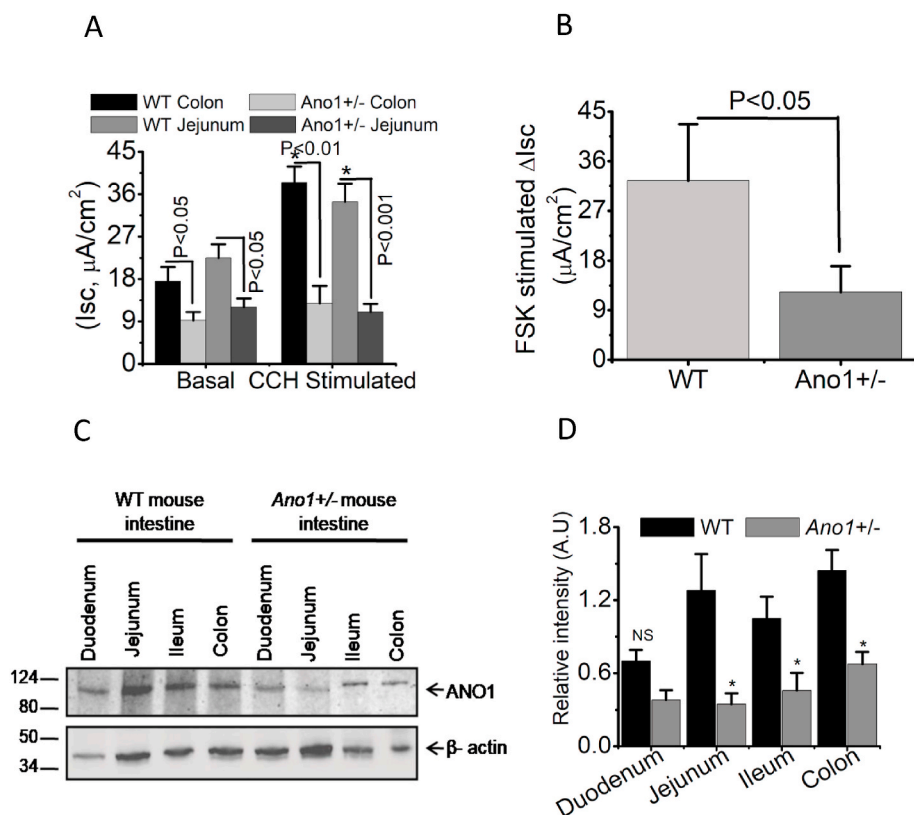 A
WT Colon
Ano1+/- Colon
WT Jejunum
Ano1+/- Jejunum
(Isc, µA/cm²)
45
36
27
18
9
0
P<0.05
P<0.05
P<0.01
*
*
P<0.001
Basal
CCH Stimulated
B
FSK stimulated ΔIsc
(µA/cm²)
45
36
27
18
9
0
P<0.05
WT
Ano1+/-
C
WT mouse
intestine
Ano1+/- mouse
intestine
Duodenum
Jejunum
Ileum
Colon
Duodenum
Jejunum
Ileum
Colon
124
80
←ANO1
50
34
←β- actin
D
WT
Ano1+/-
Relative intensity (A.U)
1.8
1.2
0.6
0.0
NS
*
*
*
Duodenum
Jejunum
Ileum
Colon